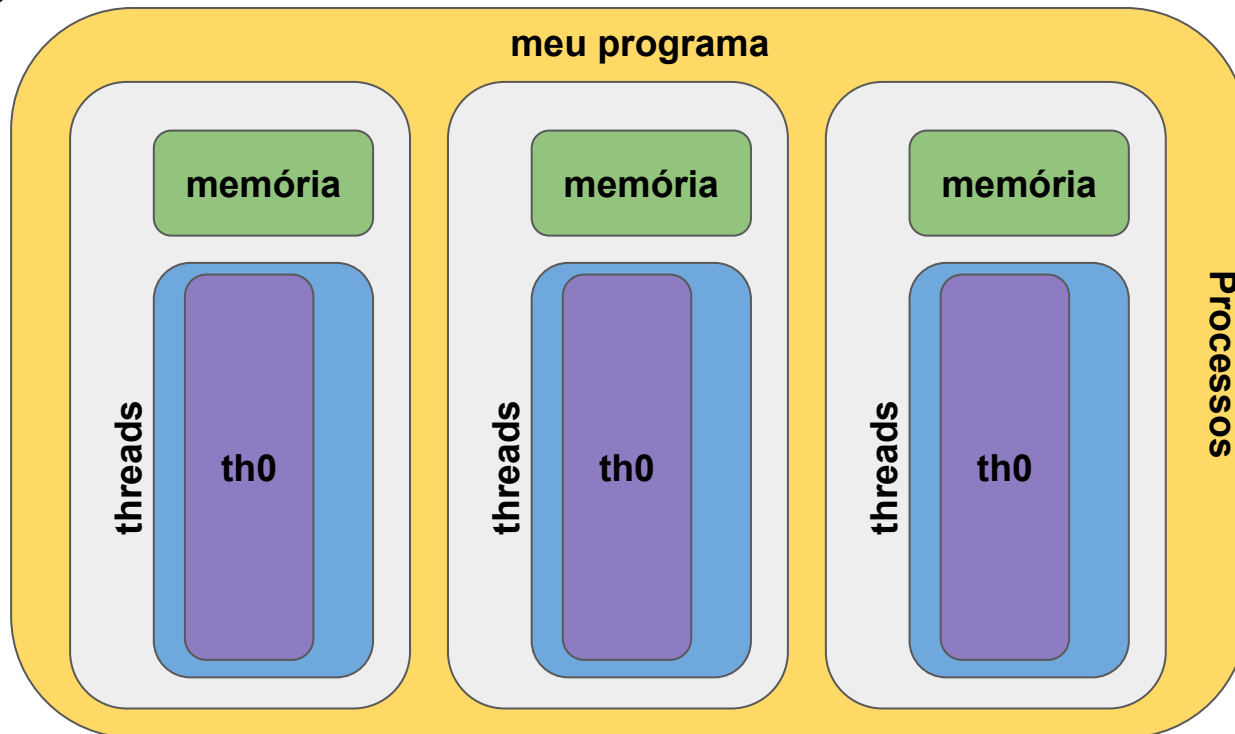 meu programa
memória
threads
th0
memória
threads
th0
memória
threads
th0
Processos